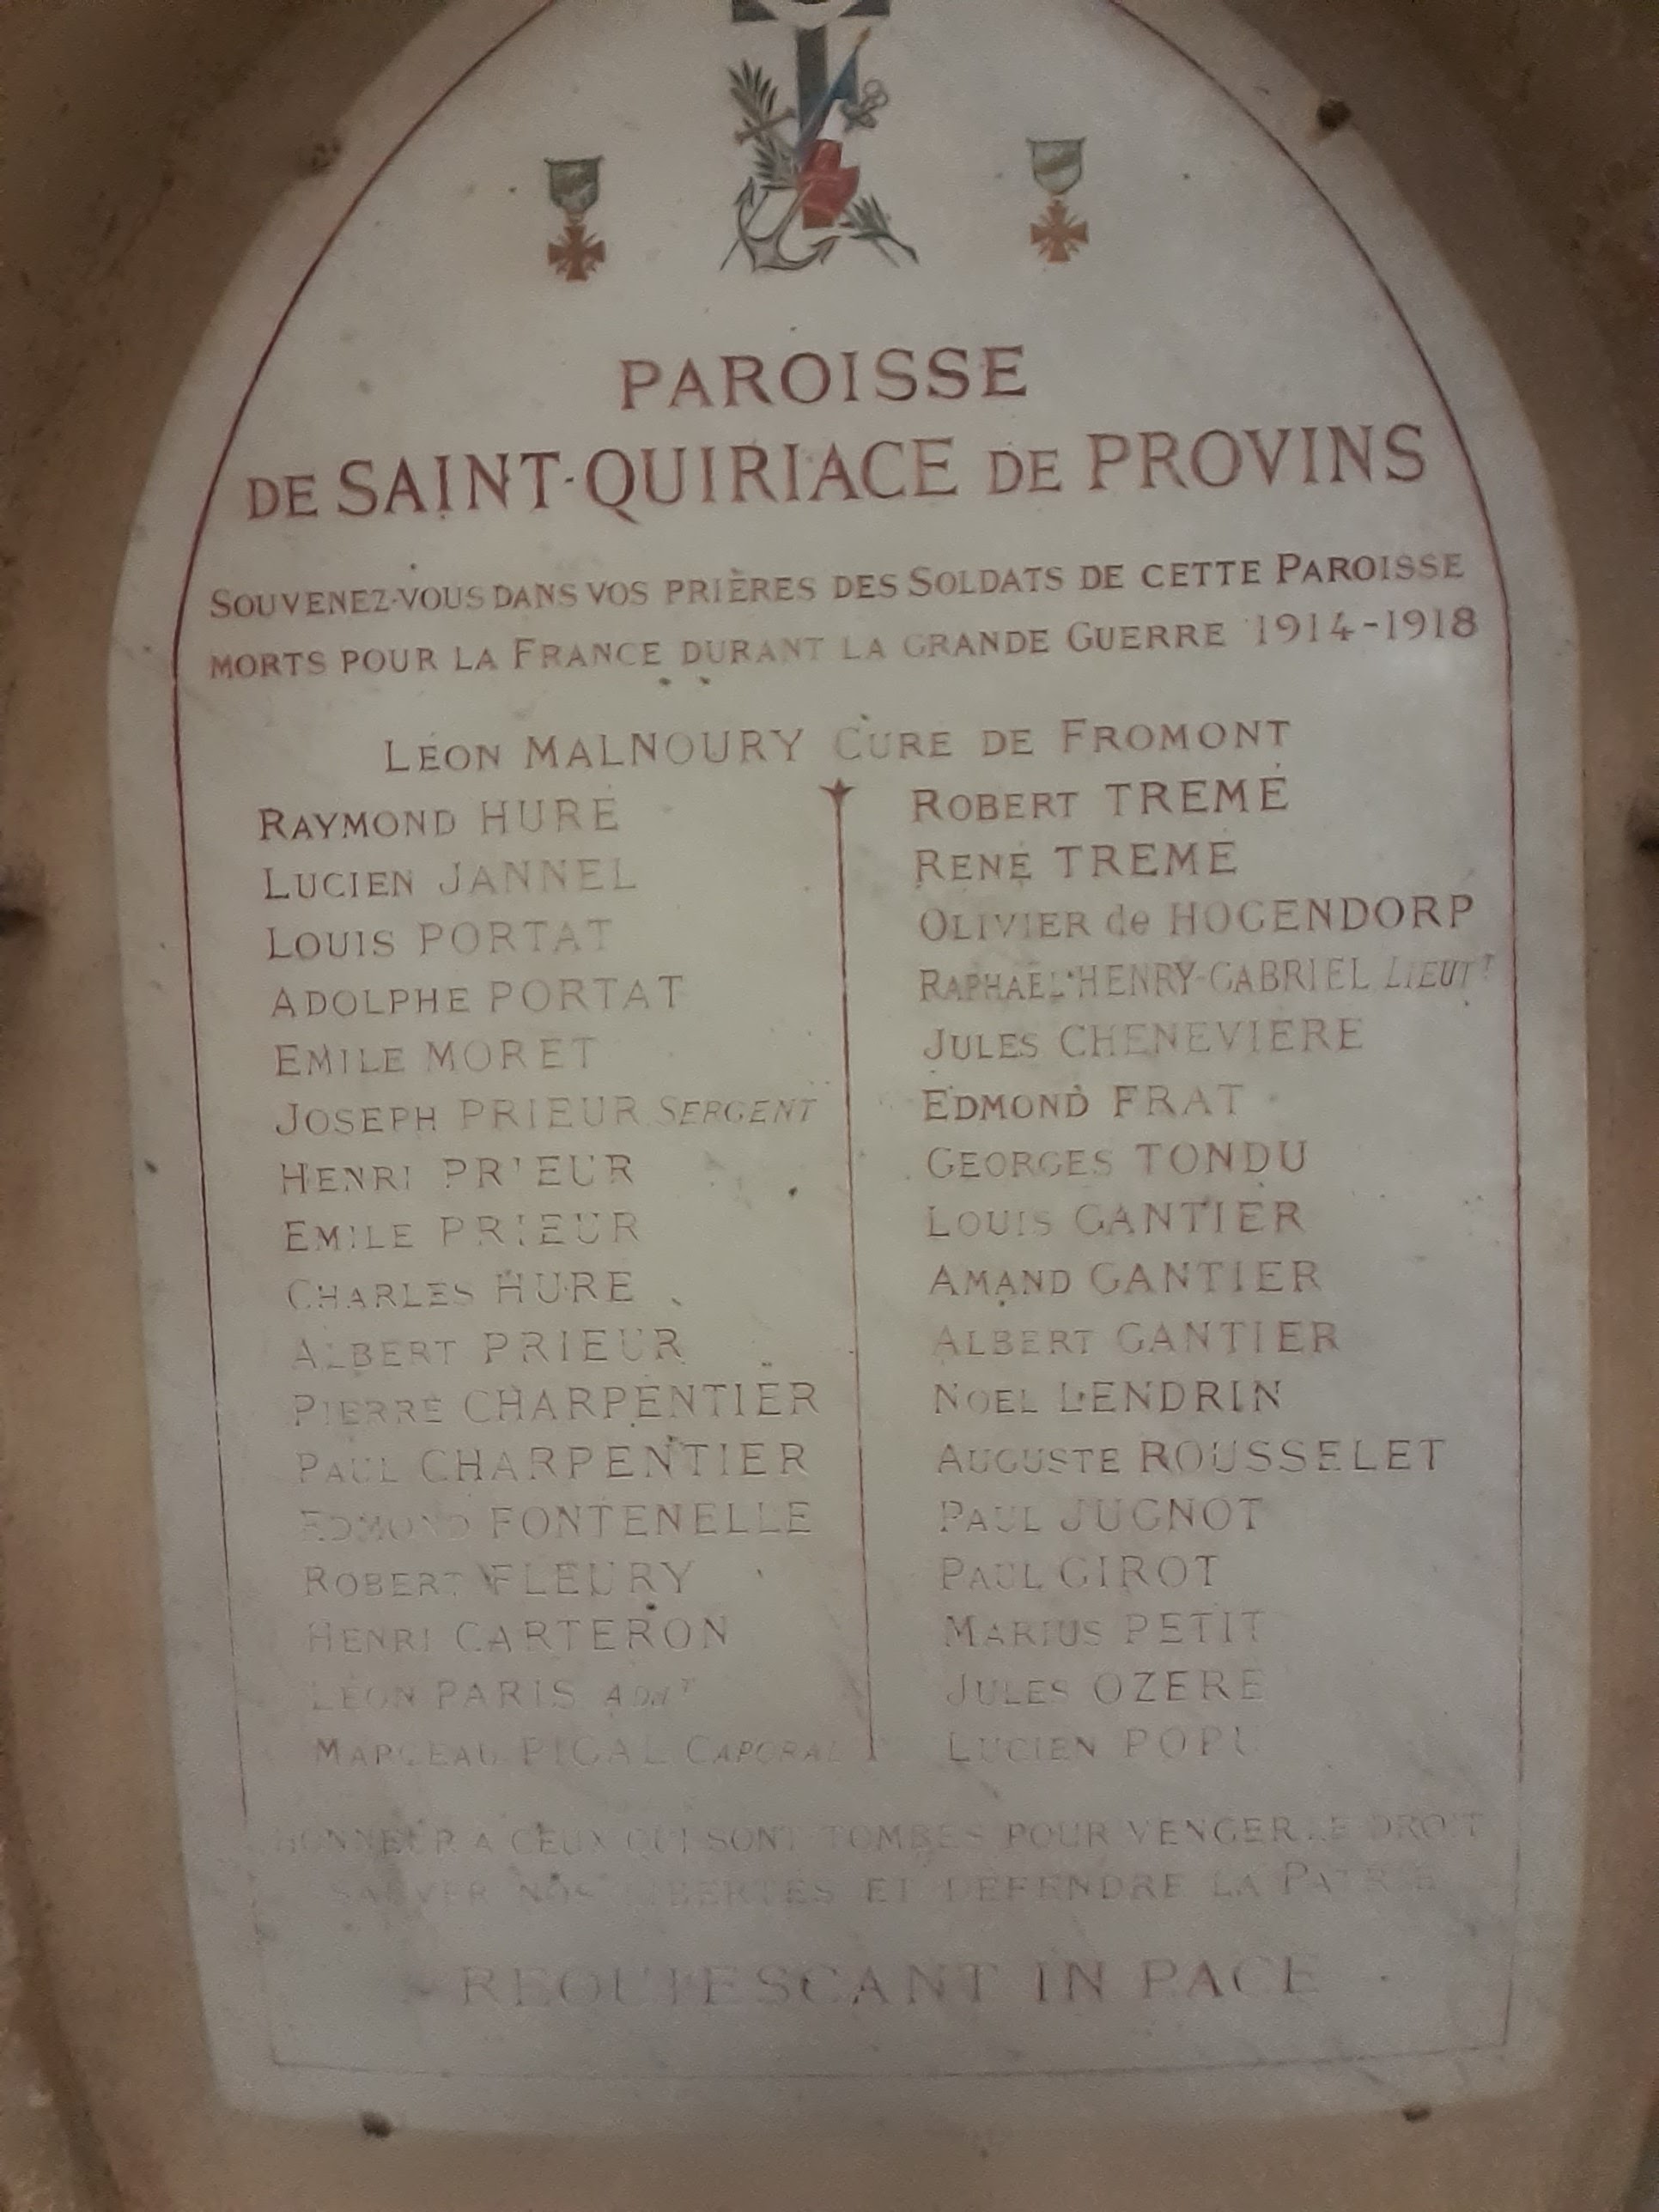 PAROISSE
DE SAINT-QUIRIACE DE PROVINS
SOUVENEZ-VOUS DANS VOS PRIÈRES DES SOLDATS DE CETTE PAROISSE
MORTS POUR LA FRANCE DURANT LA GRANDE GUERRE 1914-1918
LÉON MALNOURY CURÉ DE FROMONT
RAYMOND HURÉ
LUCIEN JANNEL
LOUIS PORTAT
ADOLPHE PORTAT
EMILE MORET
JOSEPH PRIEUR SERGENT
HENRI PRIEUR
EMILE PRIEUR
CHARLES HURÉ
ALBERT PRIEUR
PIERRE CHARPENTIER
PAUL CHARPENTIER
EDMOND FONTENELLE
ROBERT FLEURY
HENRI CARTERON
LÉON PARIS ADJT
MARCEAU PIGAL CAPORAL
ROBERT TREMÉ
RENÉ TREMÉ
OLIVIER de HOGENDORP
RAPHAËL-HENRY-GABRIEL LIEUTT
JULES CHENEVIÈRE
EDMOND FRAT
GEORGES TONDU
LOUIS GANTIER
AMAND GANTIER
ALBERT GANTIER
NOEL LENDRIN
AUGUSTE ROUSSELET
PAUL JUGNOT
PAUL GIROT
MARIUS PETIT
JULES OZERÉ
LUCIEN
HONNEUR A CEUX QUI SONT TOMBÉS POUR VENGER LE DROIT
SAUVER NOS LIBERTÉS ET DÉFENDRE LA PATRIE
REQUIESCANT IN PACE